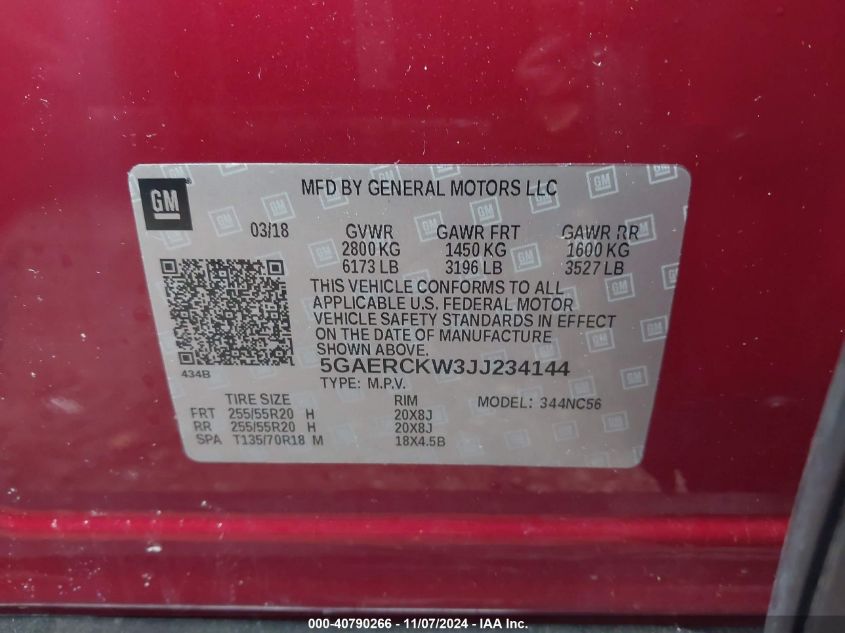 GM
MFD BY GENERAL MOTORS LLC
03/18 GVWR GAWR FRT GAWR RR
2800 KG 1450 KG 1600 KG
6173 LB 3196 LB 3527 LB
THIS VEHICLE CONFORMS TO ALL
APPLICABLE U.S. FEDERAL MOTOR
VEHICLE SAFETY STANDARDS IN EFFECT
ON THE DATE OF MANUFACTURE
SHOWN ABOVE.
434B 5GAERCKW3JJ234144
TYPE: M.P.V.
TIRE SIZE RIM MODEL: 344NC56
FRT 255/55R20 H 20X8J
RR 255/55R20 H 20X8J
SPA T135/70R18 M 18X4.5B
000-40790266 - 11/07/2024 - IAA Inc.